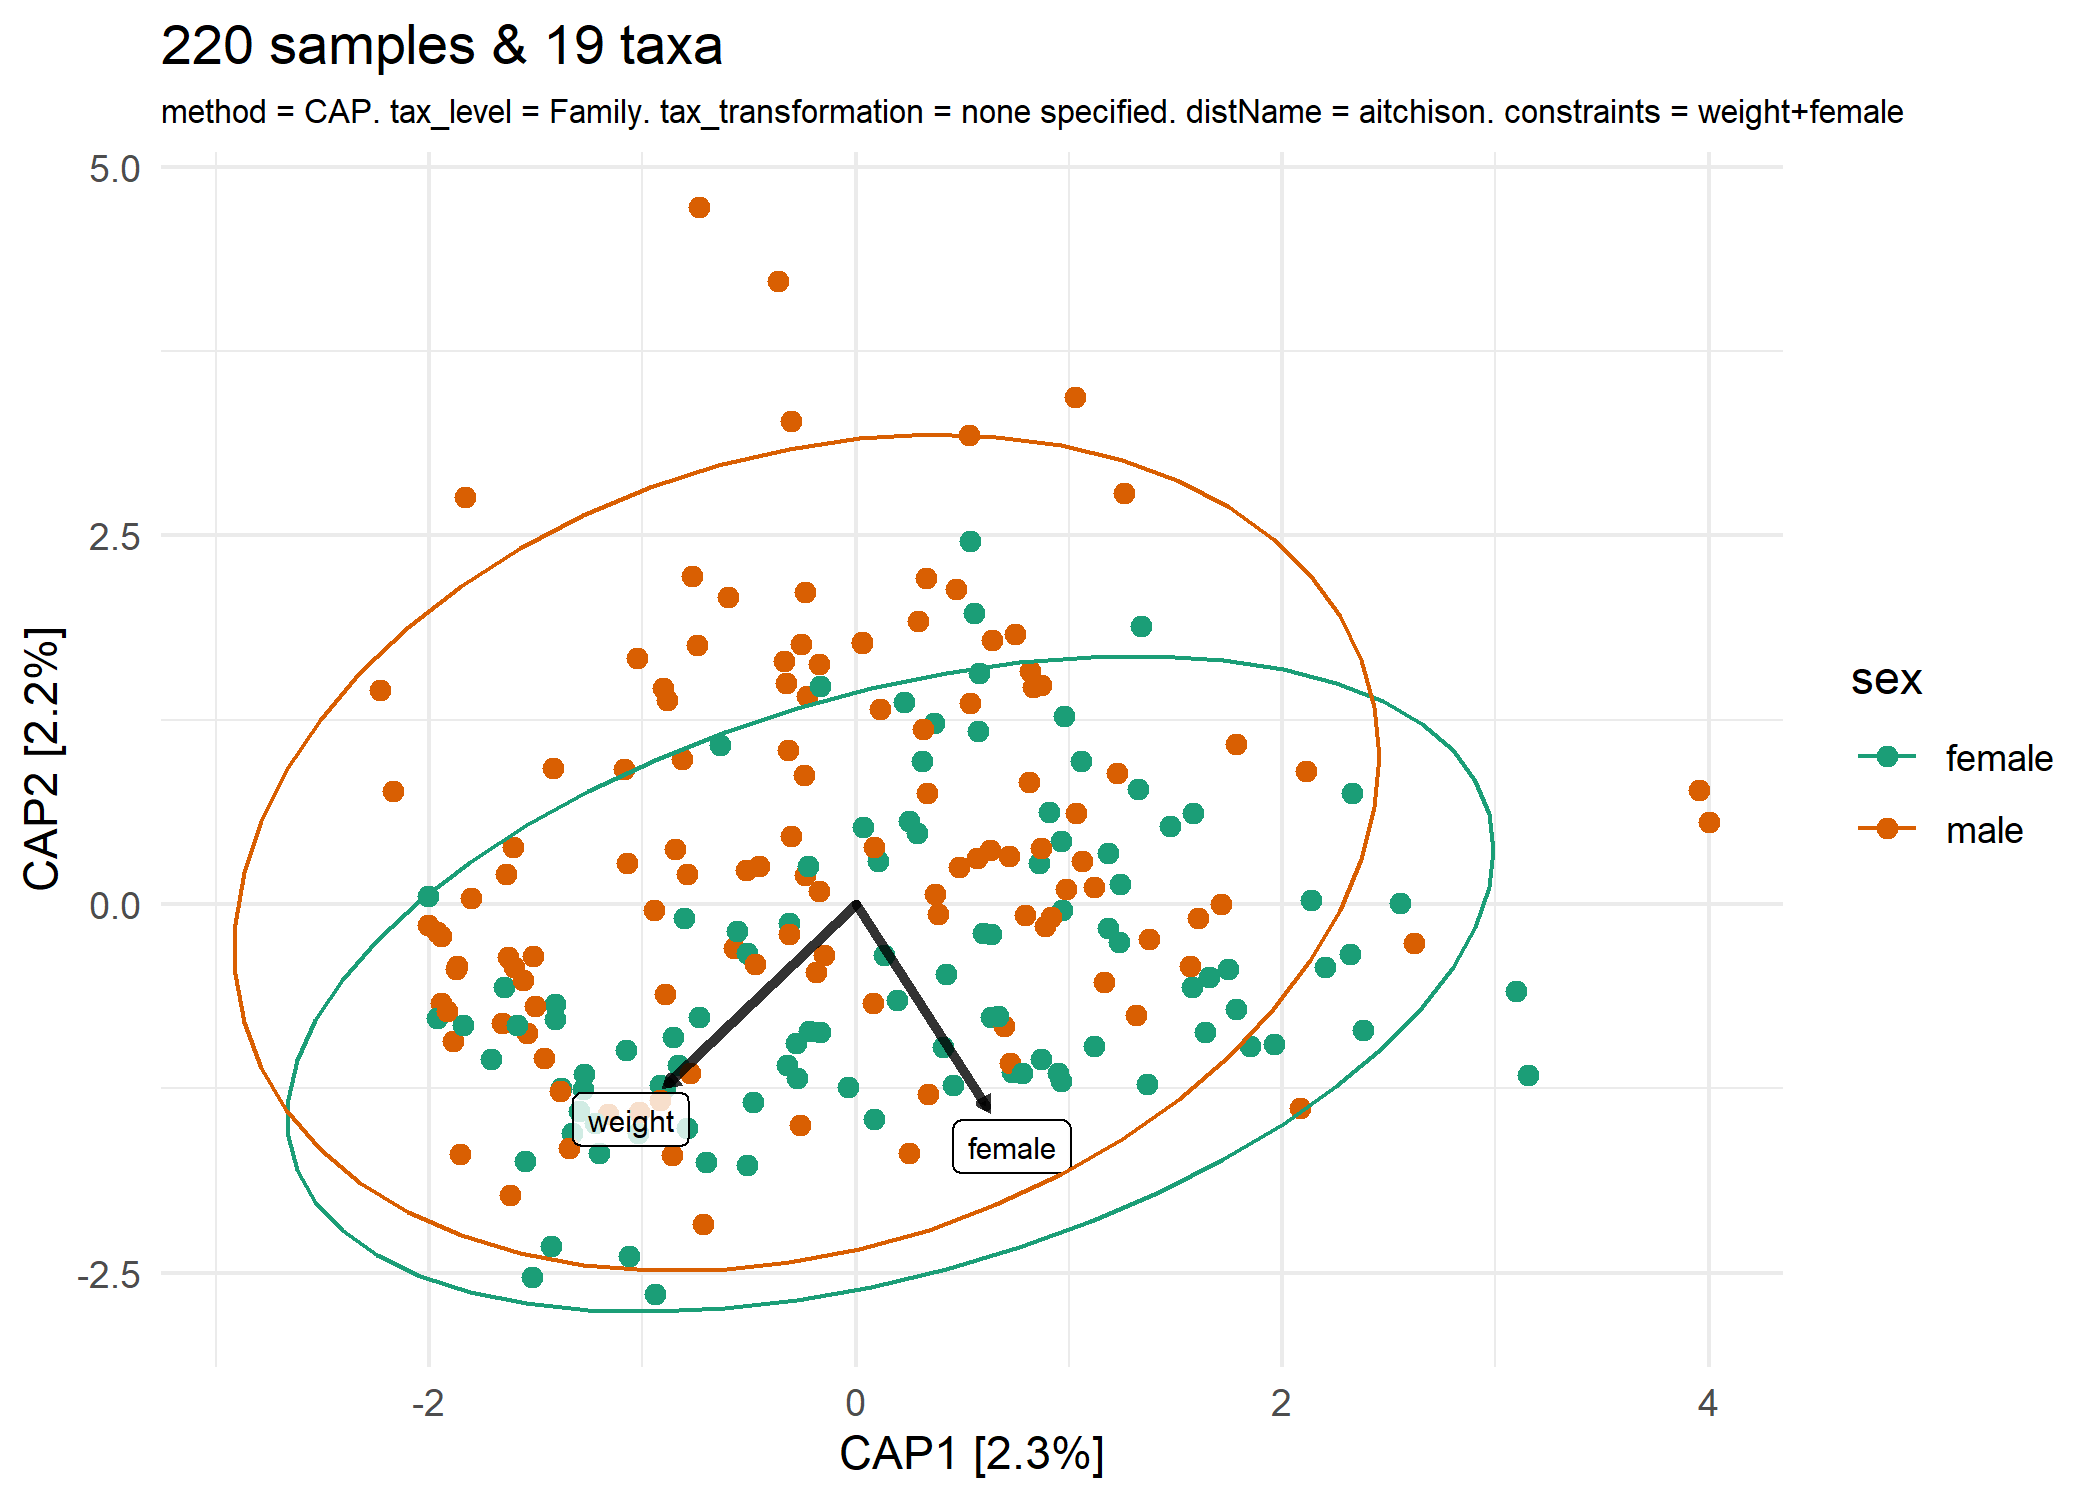 220 samples & 19 taxa
method = CAP. tax_level = Family. tax_transformation = none specified. distName = aitchison. constraints = weight+female
5.0
2.5
0.0
-2.5
CAP2 [2.2%]
weight
female
-2
0
2
4
CAP1 [2.3%]
sex
female
male